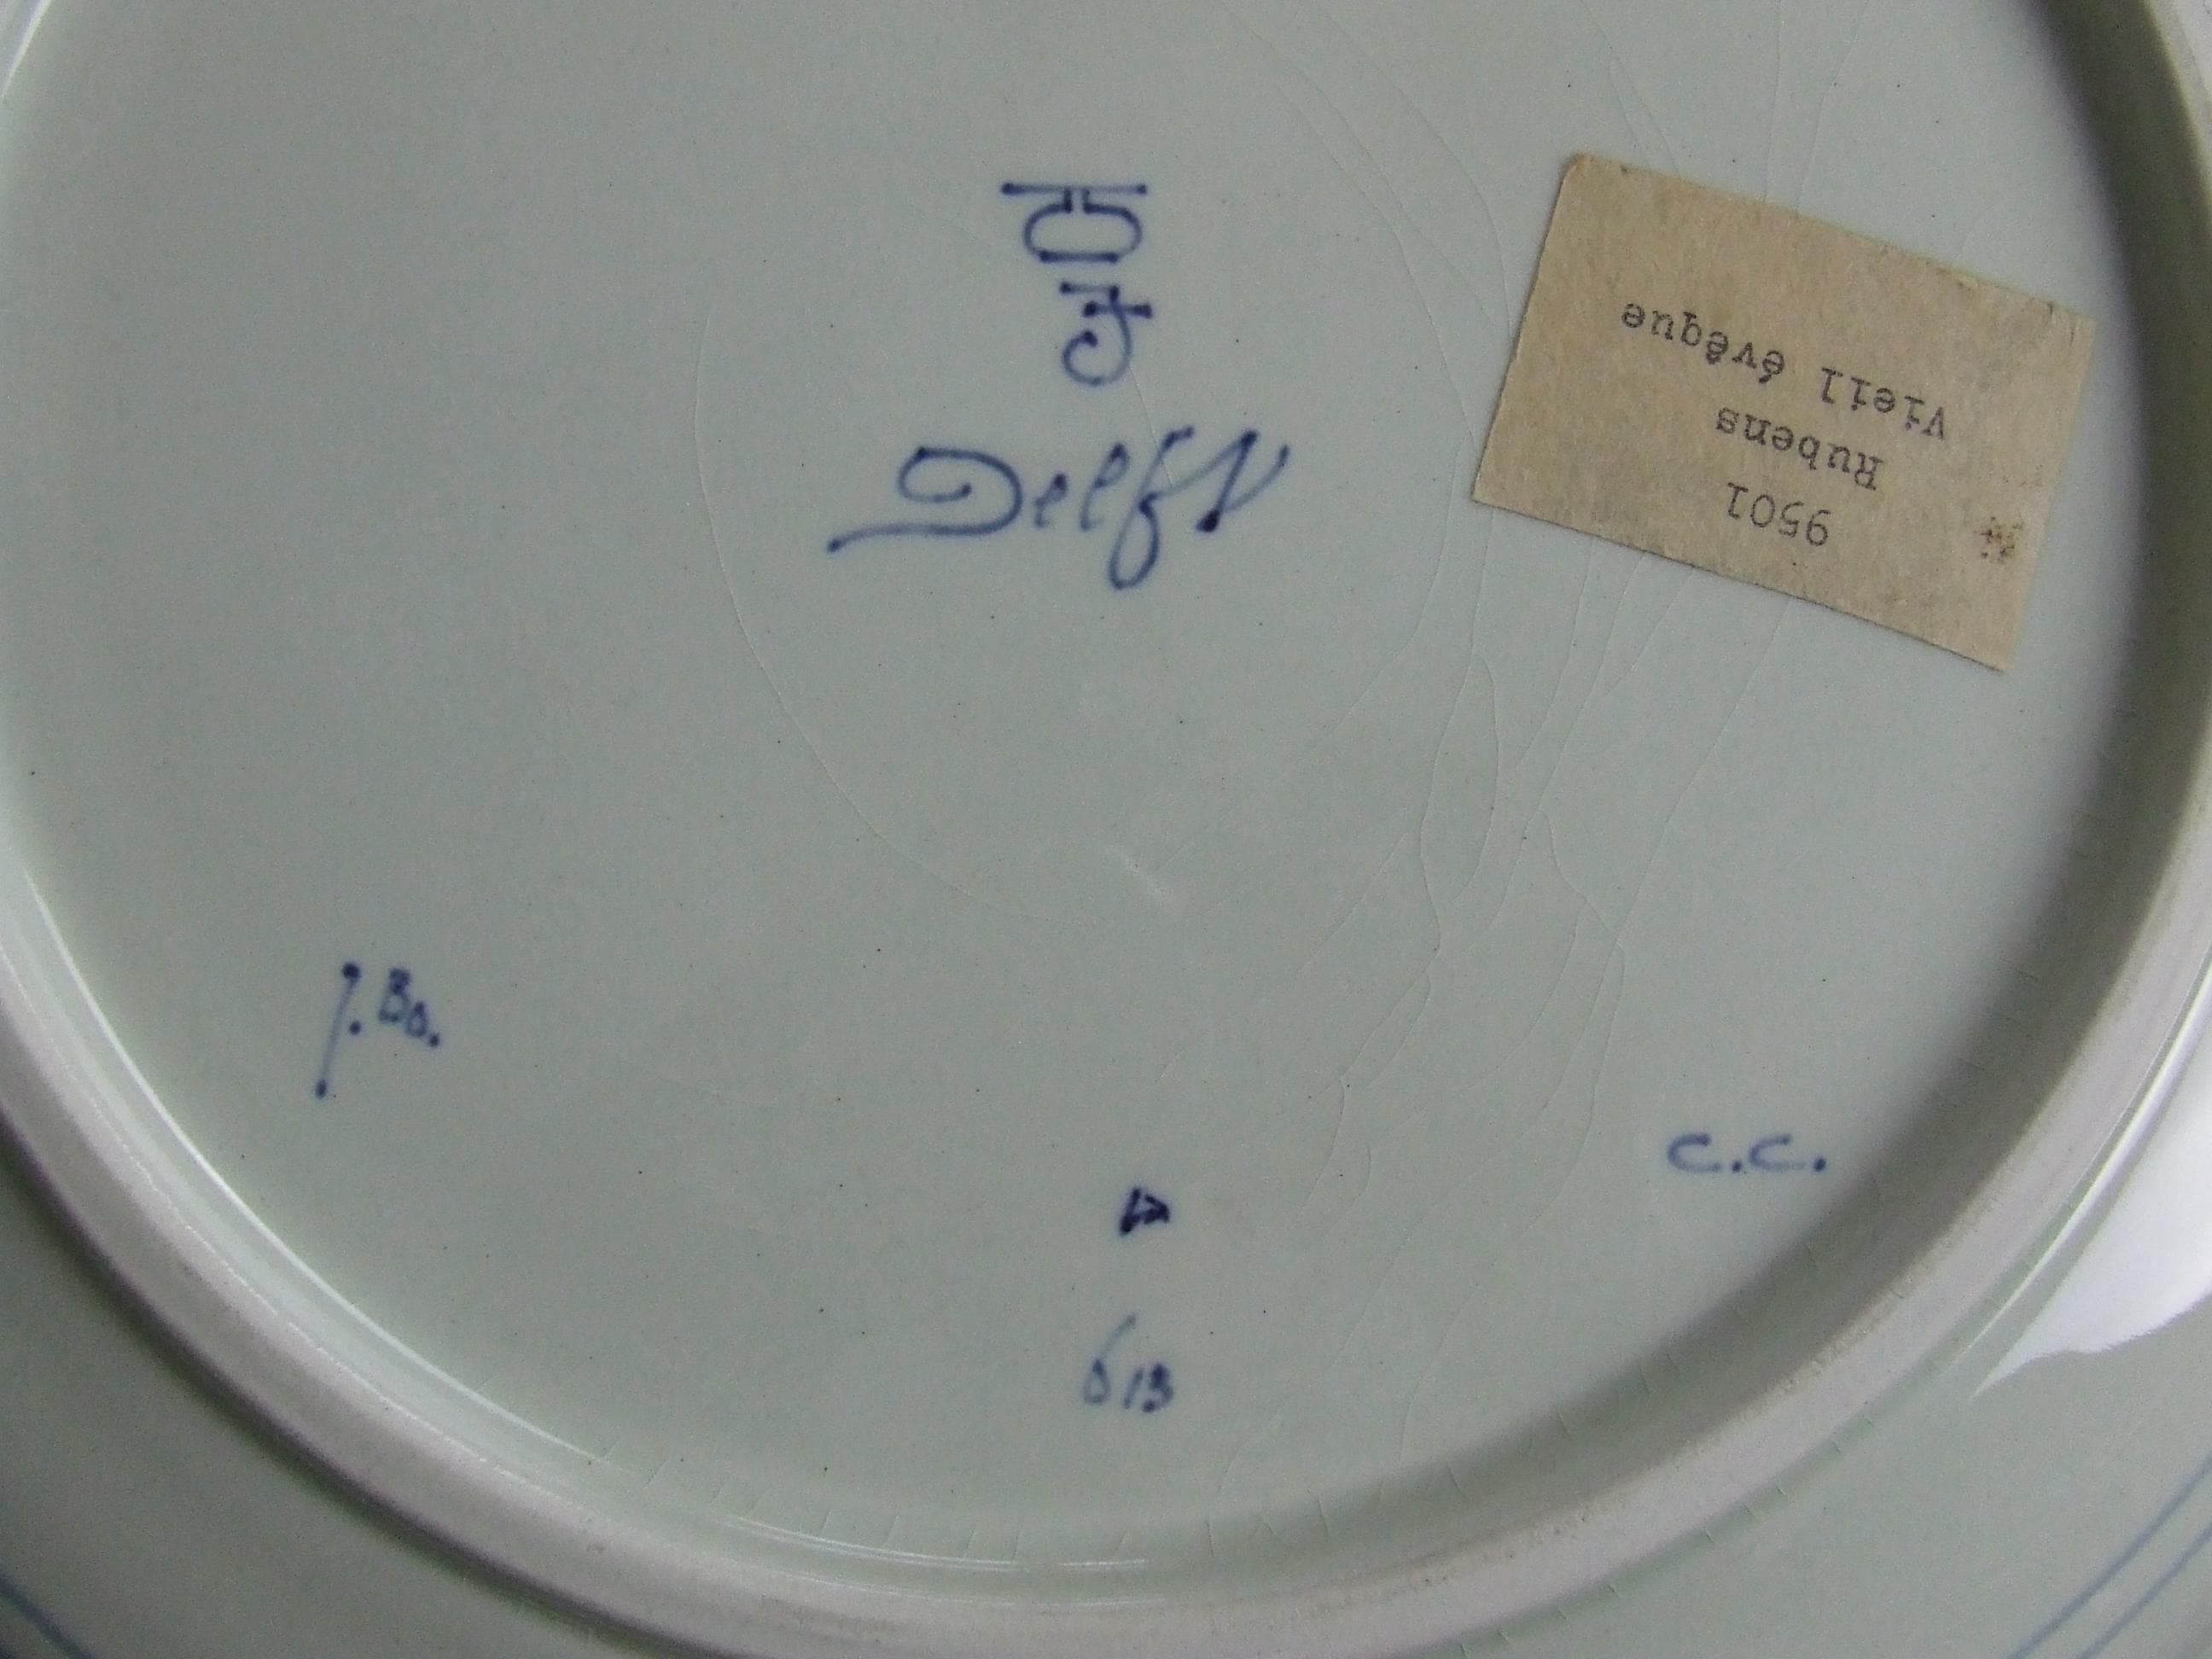 Delft
9501
Rubens
Vieil évêque
J.Bo.
C.C.
613